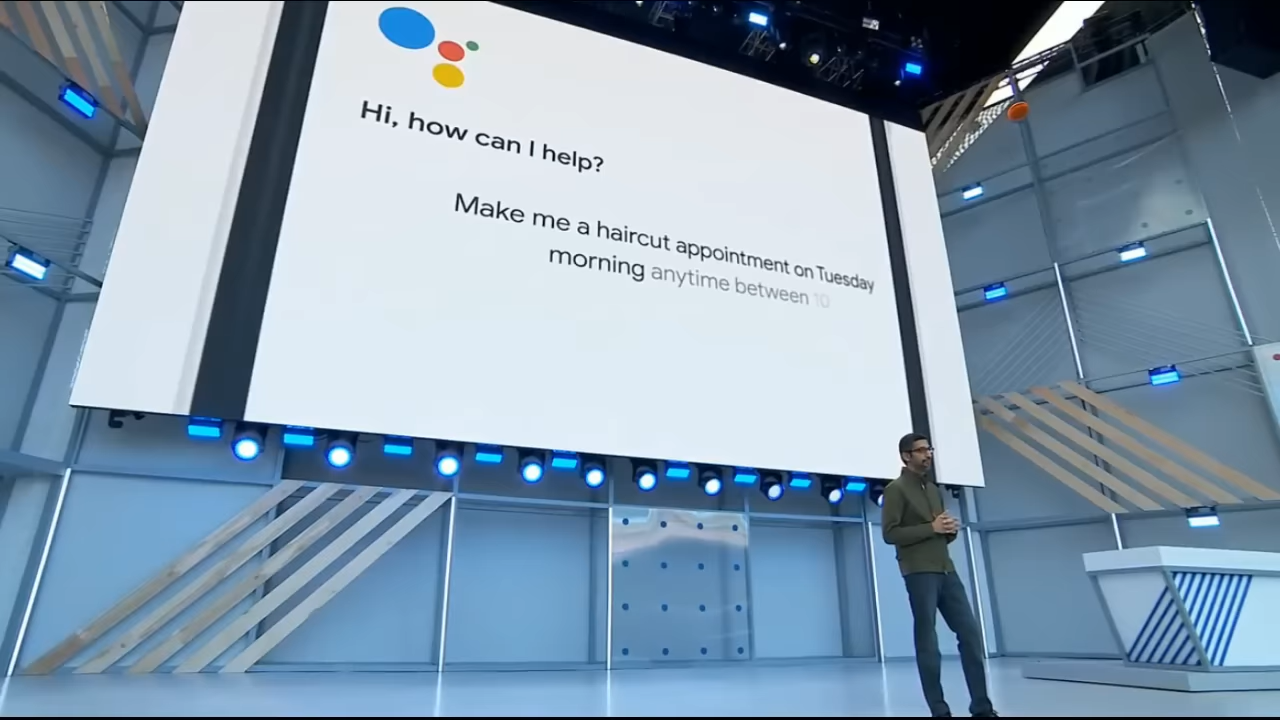 Hi, how can I help?
Make me a haircut appointment on Tuesday
morning anytime between 10